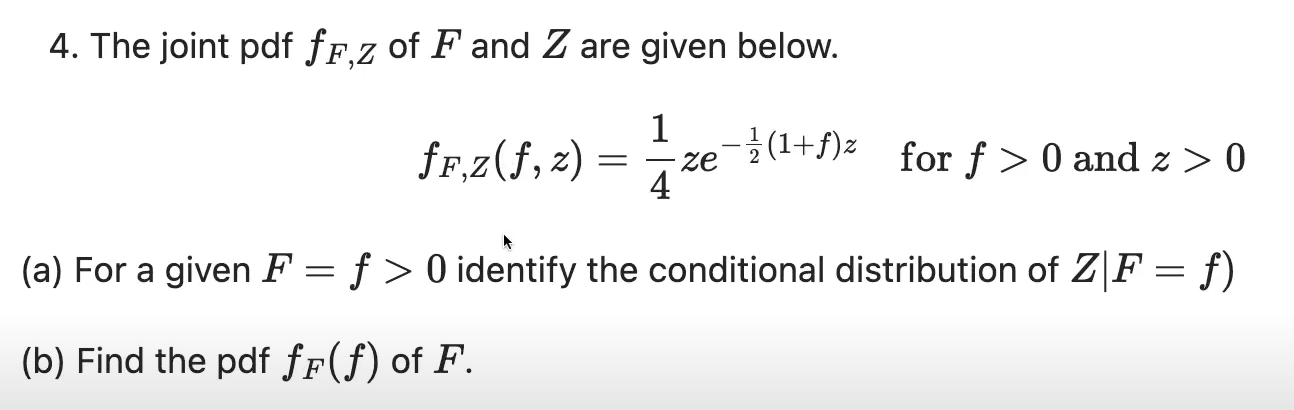 4. The joint pdf $f_{F,Z}$ of $F$ and $Z$ are given below.
$f_{F,Z}(f, z) = \frac{1}{4} z e^{-\frac{1}{2}(1+f)z} \quad \text{for } f > 0 \text{ and } z > 0$
(a) For a given $F = f > 0$ identify the conditional distribution of $Z|F = f)$
(b) Find the pdf $f_F(f)$ of $F$.